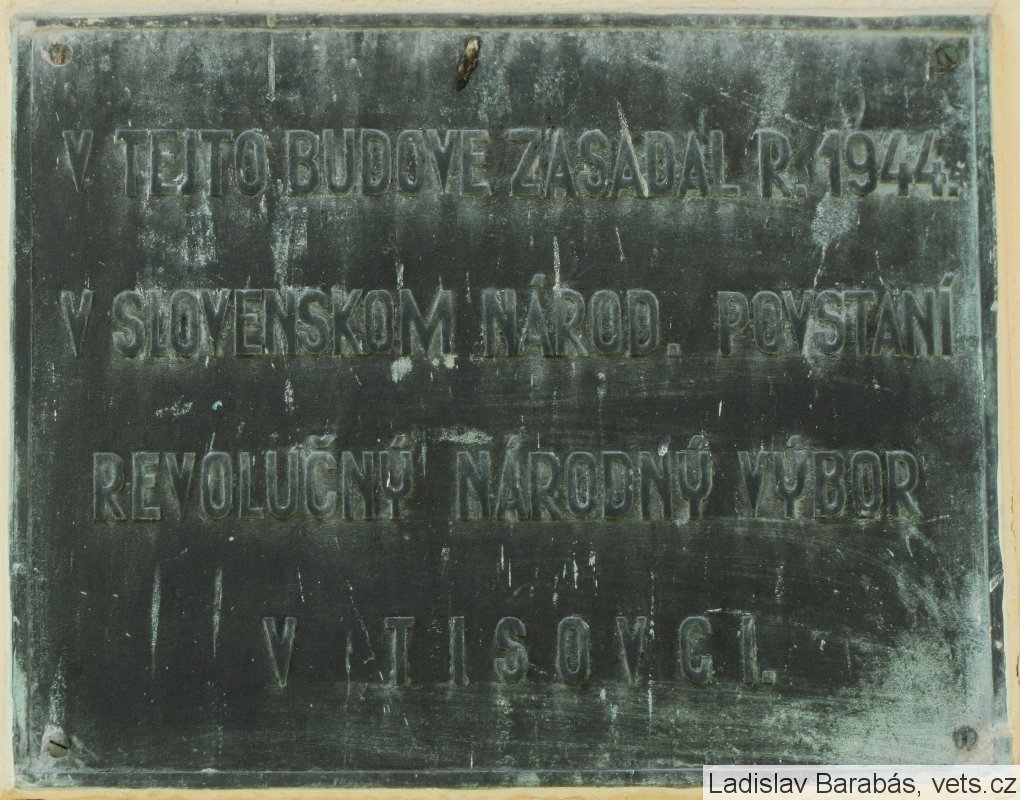 V TEJTO BUDOVE ZASADAL R. 1944.
V SLOVENSKOM NÁROD. POVSTANÍ
REVOLUČNÝ NÁRODNÝ VÝBOR
V TISOVCI.
Ladislav Barabás, vets.cz